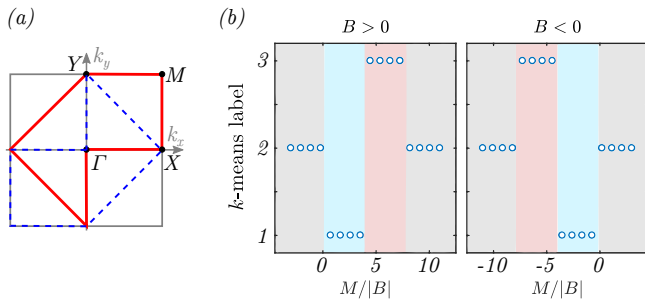 (a)
Y
k_y
M
k_x
Γ
X
(b)
B > 0
B < 0
k-means label
3
2
1
0
5
10
-10
-5
0
M/|B|
M/|B|